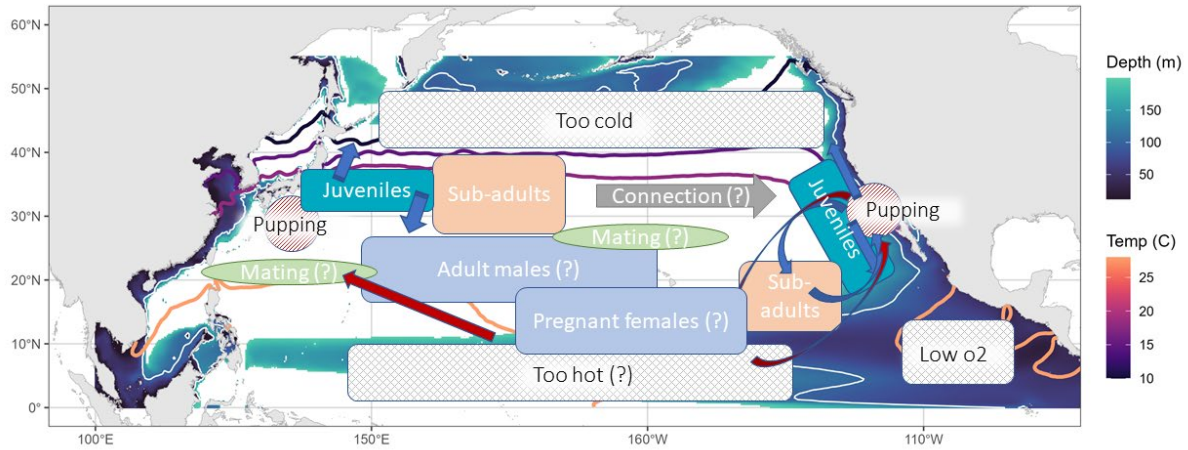 60°N
50°N
40°N
30°N
20°N
10°N
0°
100°E
150°E
160°W
110°W
Too cold
Juveniles
Sub-adults
Connection (?)
Juveniles
Pupping
Pupping
Mating (?)
Mating (?)
Adult males (?)
Sub-
adults
Pregnant females (?)
Too hot (?)
Low o2
Depth (m)
150
100
50
Temp (C)
25
20
15
10